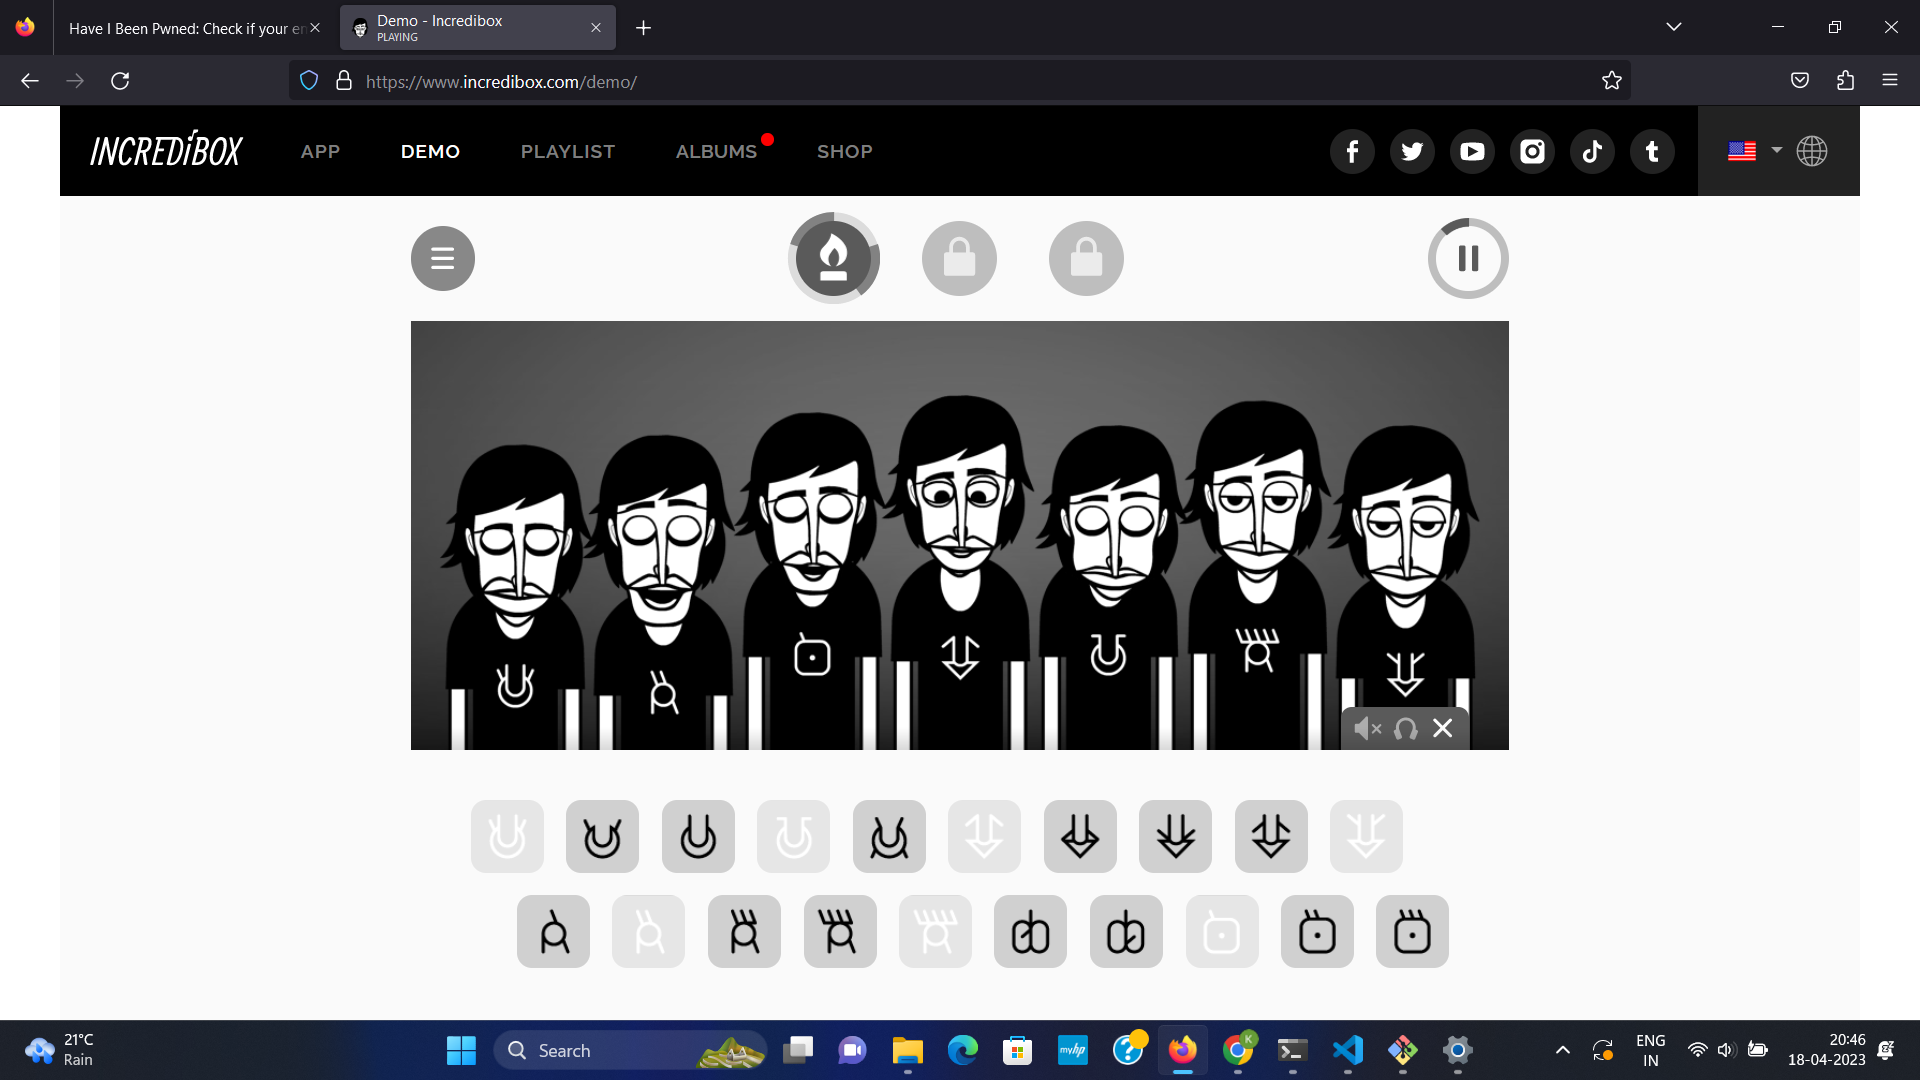 Have I Been Pwned: Check if your en
Demo - Incredibox
PLAYING
https://www.incredibox.com/demo/
INCREDIBOX
APP
DEMO
PLAYLIST
ALBUMS
SHOP
21°C
Rain
Search
myhp
K
ENG
IN
20:46
18-04-2023